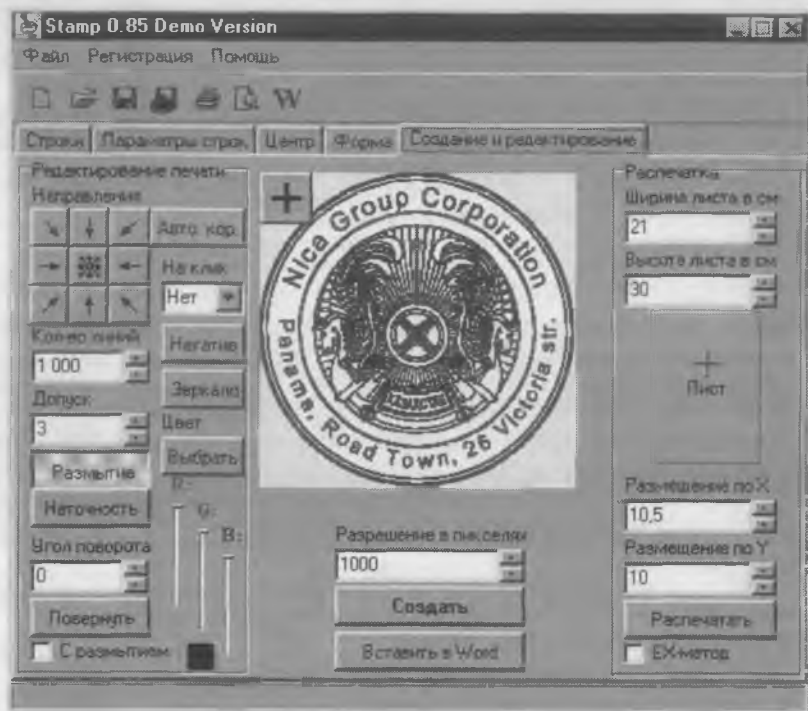 Stamp 0.85 Demo Version
Файл Регистрация Помощь
W
Строки Параметры строк Центр Форма Создание и редактирование
Редактирование печати
Направления
Авто. кор.
На клик
Нет
Кол-во линий
1 000
Негатив
Зеркало
Допуск
3
Цвет
Выбрать
Размытие
Неточность
R:
G:
B:
Угол поворота
0
Повернуть
С размытием
Nica Group Corporation
Panama, Road Town, 26 Victoria str.
Разрешение в пикселях
1000
Создать
Вставить в Word
Распечатка
Ширина листа в см
21
Высота листа в см
30
Лист
Размещение по X
10,5
Размещение по Y
10
Распечатать
EX-метод